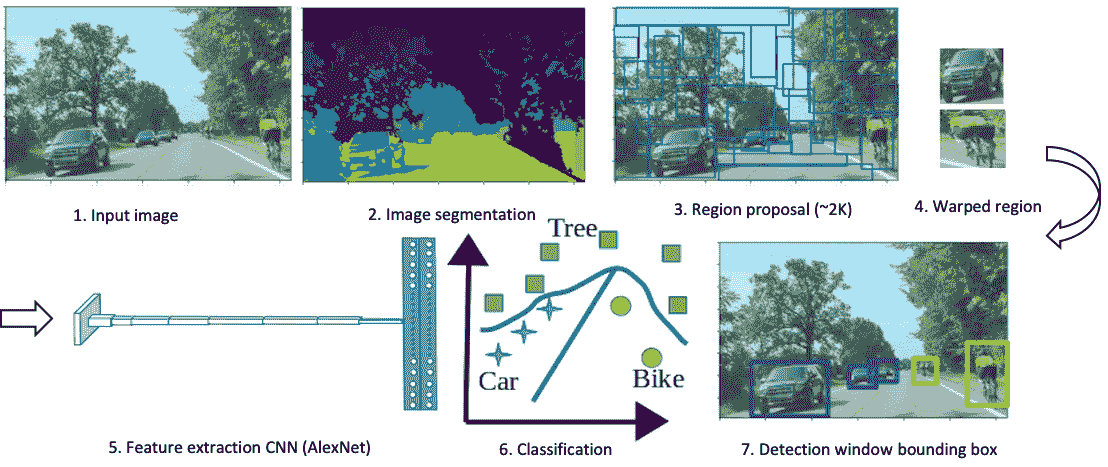 1. Input image
2. Image segmentation
3. Region proposal (~2K)
4. Warped region
Tree
Car
Bike
5. Feature extraction CNN (AlexNet)
6. Classification
7. Detection window bounding box